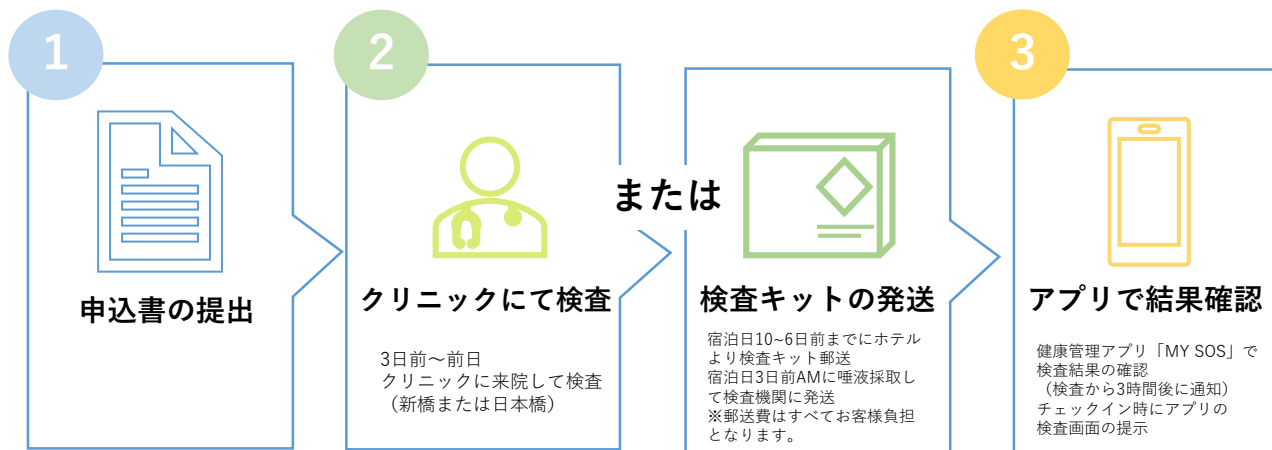 1
申込書の提出
2
クリニックにて検査
3日前～前日
クリニックに来院して検査
（新橋または日本橋）
または
検査キットの発送
宿泊日10~6日前までにホテル
より検査キット郵送
宿泊日3日前AMに唾液採取し
て検査機関に発送
※郵送費はすべてお客様負担
となります。
3
アプリで結果確認
健康管理アプリ「MY SOS」で
検査結果の確認
（検査から3時間後に通知）
チェックイン時にアプリの
検査画面の提示